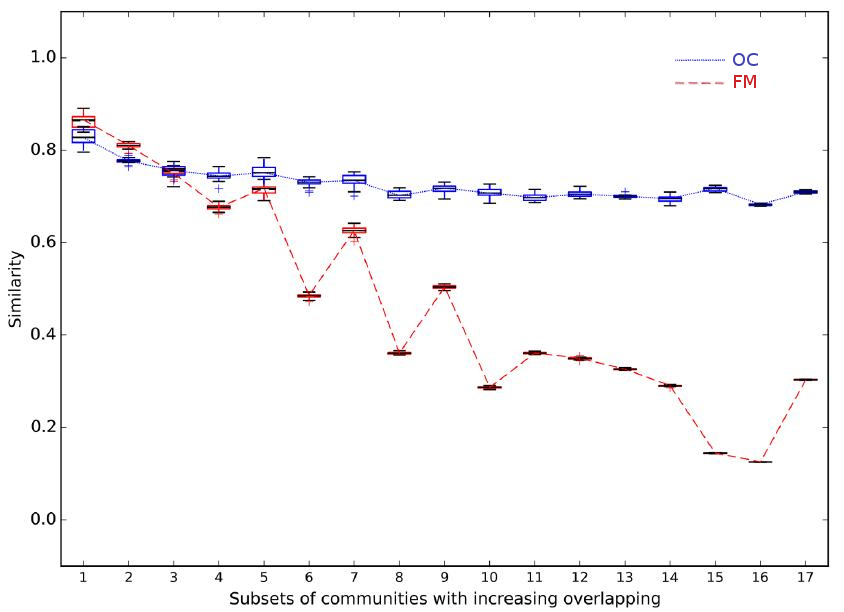 OC
FM
1.0
0.8
0.6
0.4
0.2
0.0
Similarity
1 2 3 4 5 6 7 8 9 10 11 12 13 14 15 16 17
Subsets of communities with increasing overlapping